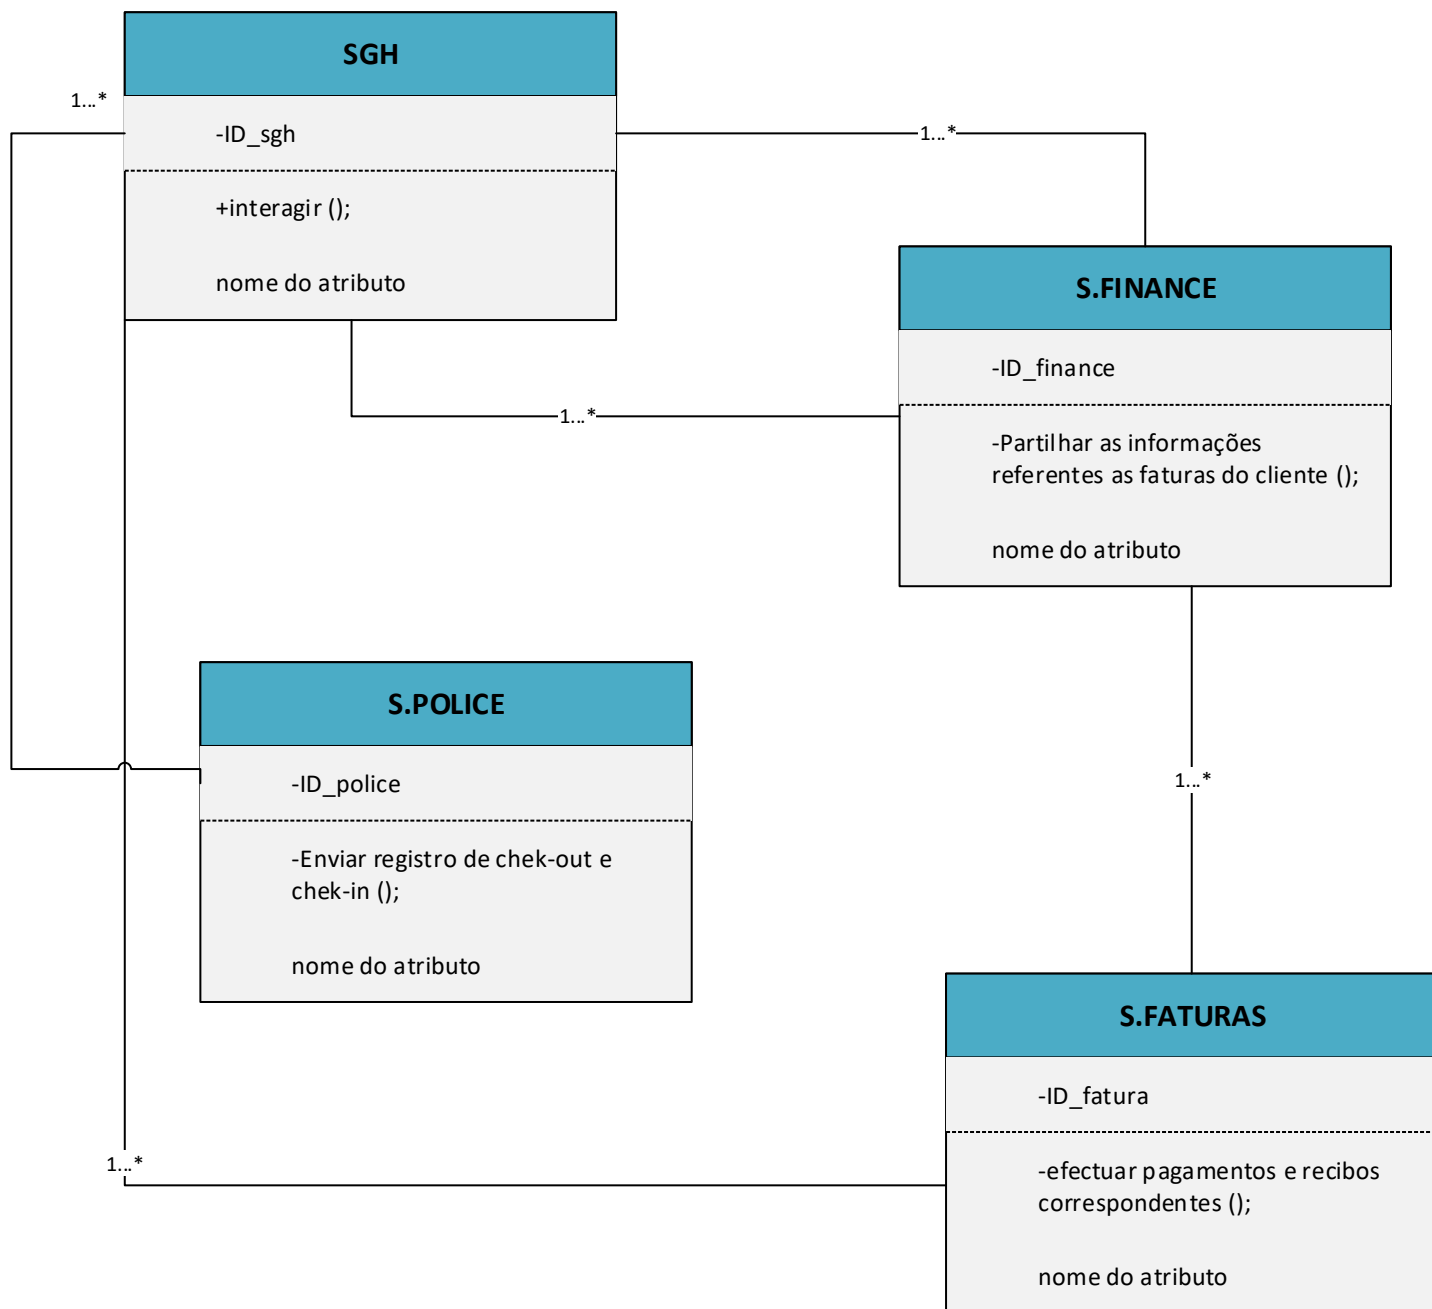 SGH
1...*
-ID_sgh
1...*
+interagir ();
nome do atributo
S.FINANCE
-ID_finance
1...*
-Partilhar as informações
referentes as faturas do cliente ();
nome do atributo
S.POLICE
-ID_police
1...*
-Enviar registro de chek-out e
chek-in ();
nome do atributo
S.FATURAS
-ID_fatura
1...*
-efectuar pagamentos e recibos
correspondentes ();
nome do atributo